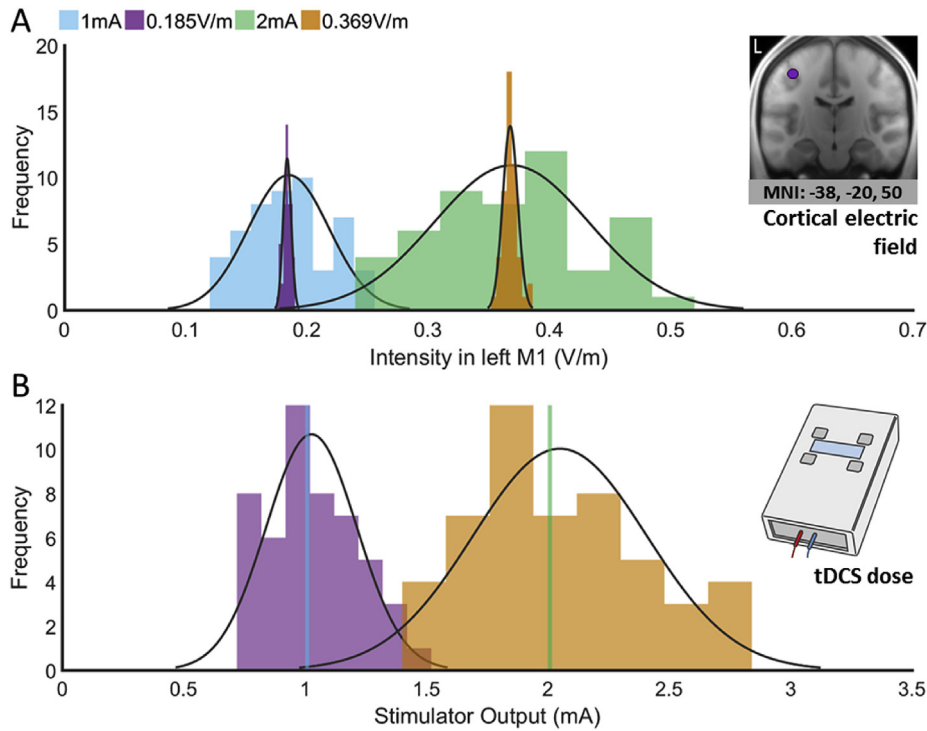 A
1mA 0.185V/m 2mA 0.369V/m
20
15
10
5
0
Frequency
0 0.1 0.2 0.3 0.4 0.5 0.6 0.7
Intensity in left M1 (V/m)
L
MNI: -38, -20, 50
Cortical electric
field
B
12
10
8
6
4
2
0
Frequency
0 0.5 1 1.5 2 2.5 3 3.5
Stimulator Output (mA)
tDCS dose